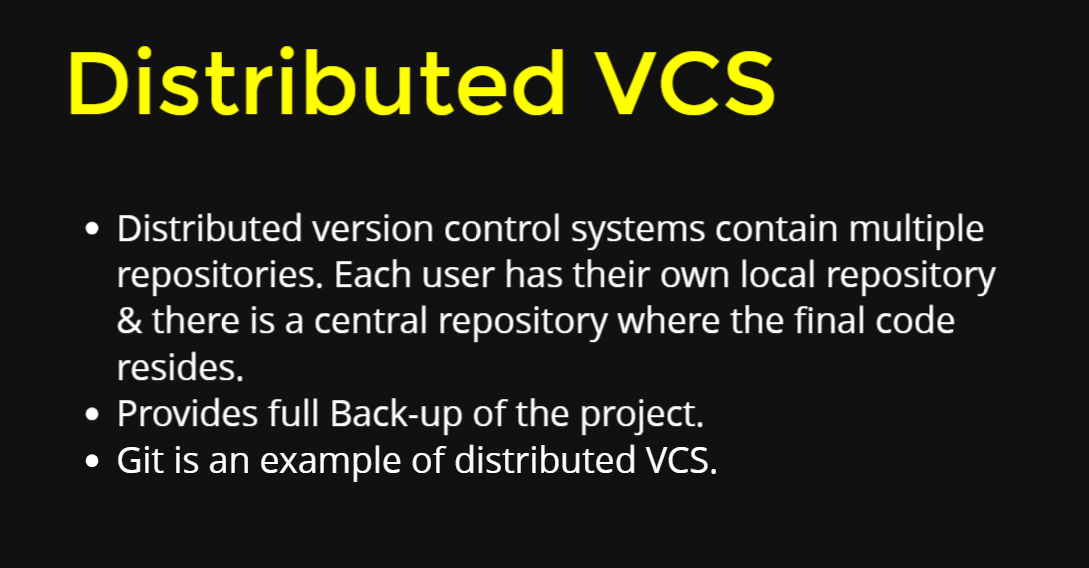 Distributed VCS
• Distributed version control systems contain multiple
repositories. Each user has their own local repository
& there is a central repository where the final code
resides.
• Provides full Back-up of the project.
• Git is an example of distributed VCS.